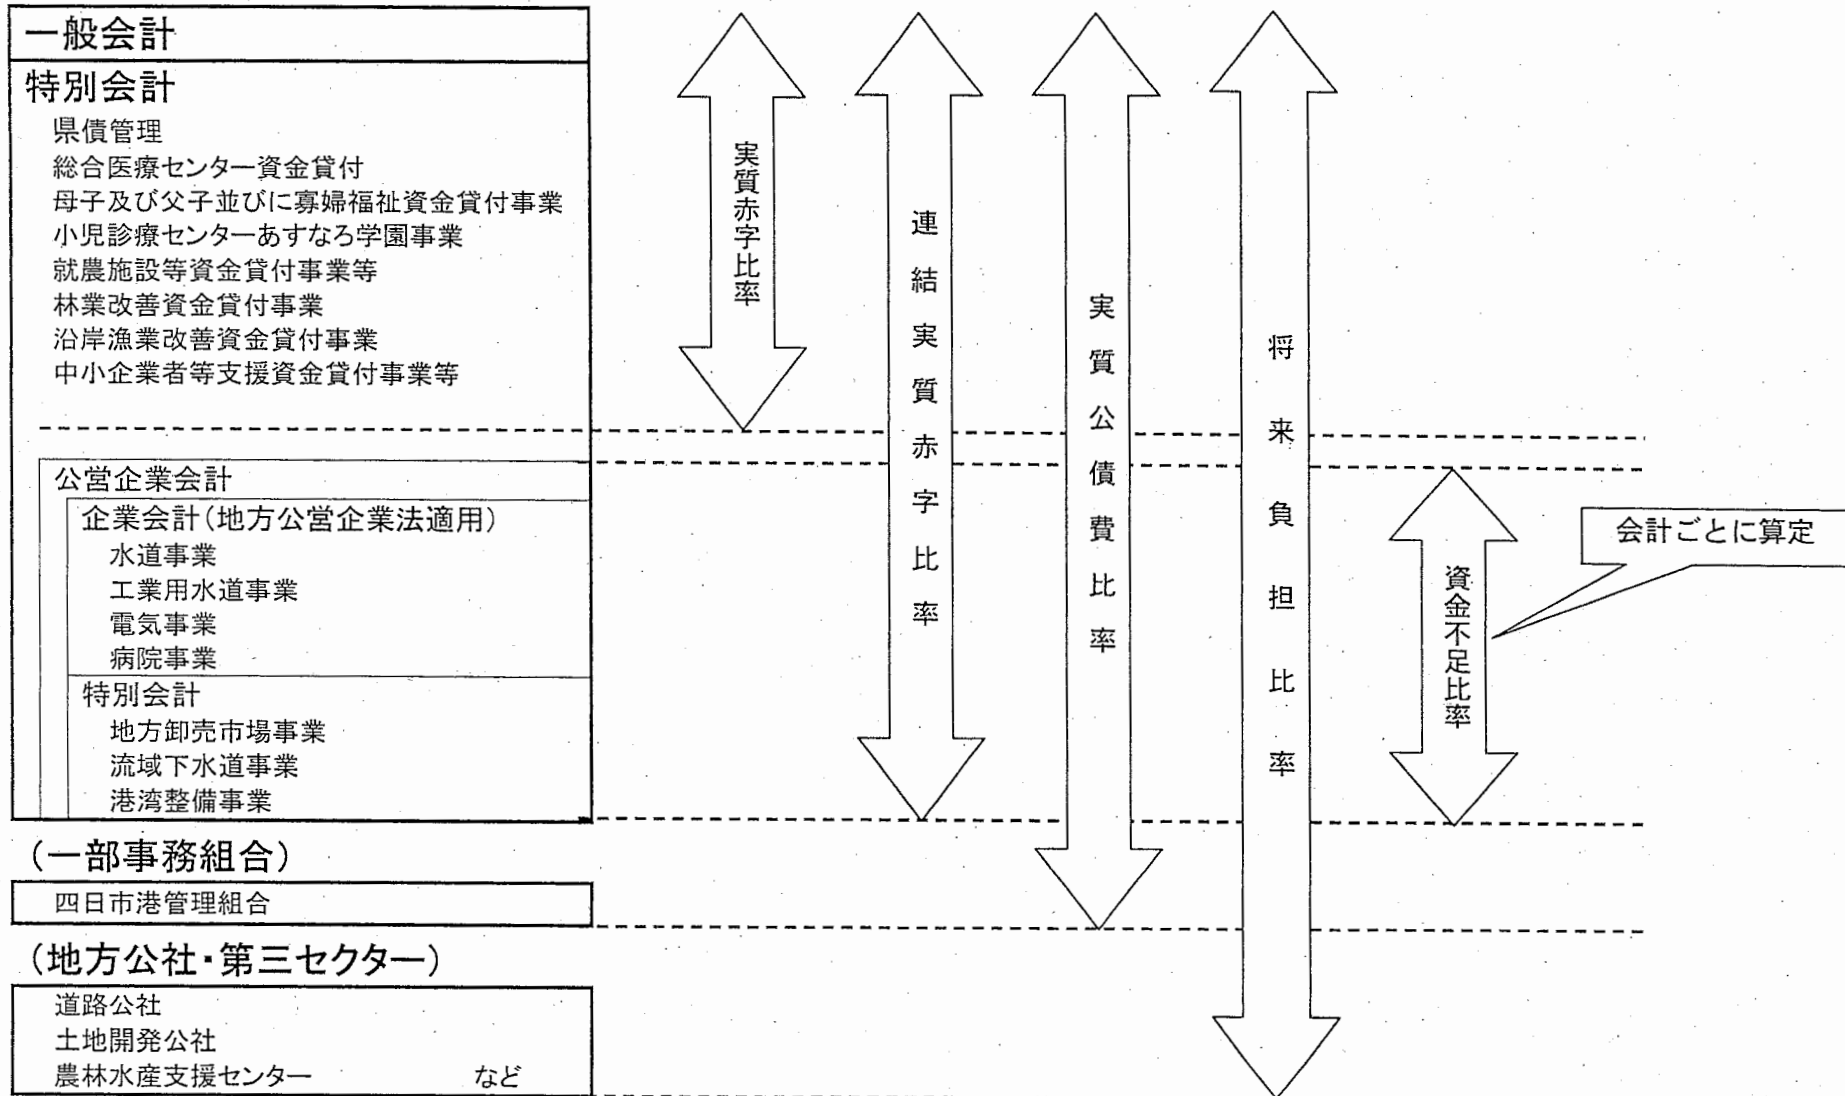 一般会計
特別会計
県債管理
総合医療センター資金貸付
母子及び父子並びに寡婦福祉資金貸付事業
小児診療センターあすなろ学園事業
就農施設等資金貸付事業等
林業改善資金貸付事業
沿岸漁業改善資金貸付事業
中小企業者等支援資金貸付事業等
公営企業会計
企業会計(地方公営企業法適用)
水道事業
工業用水道事業
電気事業
病院事業
特別会計
地方卸売市場事業
流域下水道事業
港湾整備事業
(一部事務組合)
四日市港管理組合
(地方公社・第三セクター)
道路公社
土地開発公社
農林水産支援センター など
実質赤字比率
連結実質赤字比率
実質公債費比率
将来負担比率
資金不足比率
会計ごとに算定